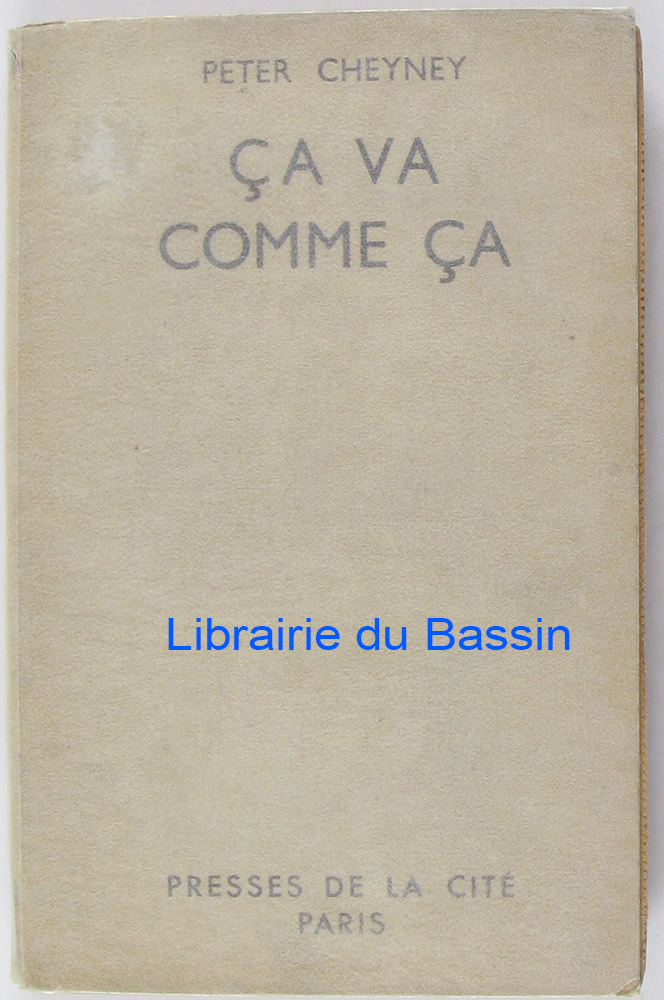 PETER CHEYNEY
ÇA VA
COMME ÇA
Librairie du Bassin
PRESSES DE LA CITÉ
PARIS